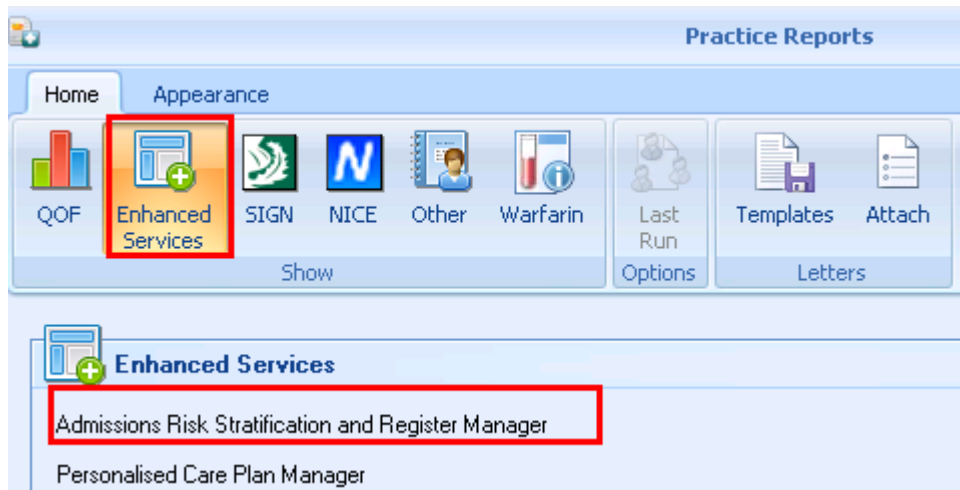 Practice Reports
Home Appearance
QOF Enhanced Services SIGN NICE Other Warfarin Last Run Templates Attach
Show Options Letters
Enhanced Services
Admissions Risk Stratification and Register Manager
Personalised Care Plan Manager